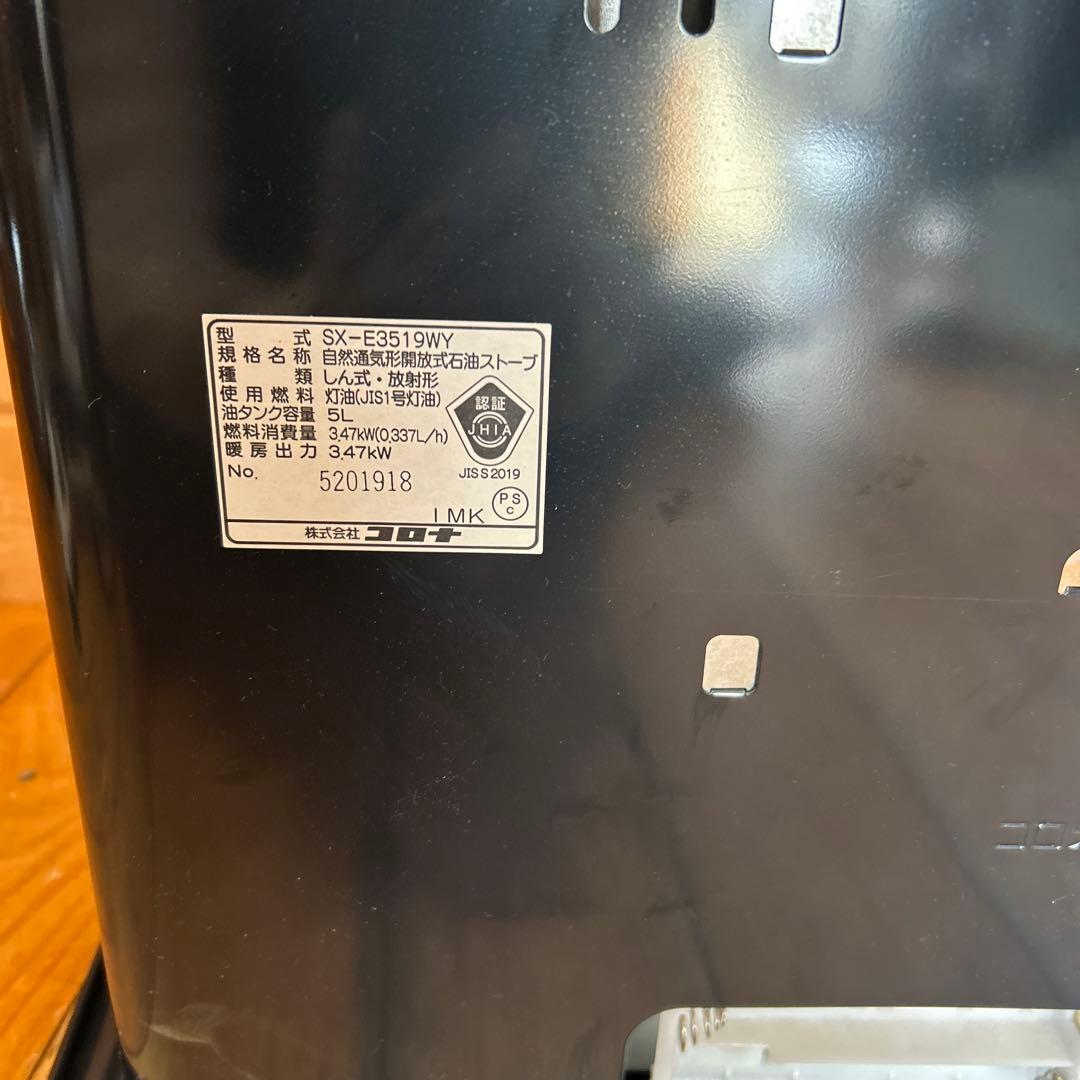 型式 SX-E3519WY
規格名称 自然通気形開放式石油ストーブ
種類 しん式・放射形
使用燃料 灯油(JIS1号灯油)
油タンク容量 5L
燃料消費量 3.47kW(0.337L/h)
暖房出力 3.47kW
認証
JHIA
JIS S 2019
No. 5201918
PS
C
IMK
株式会社 コロナ
コロナ